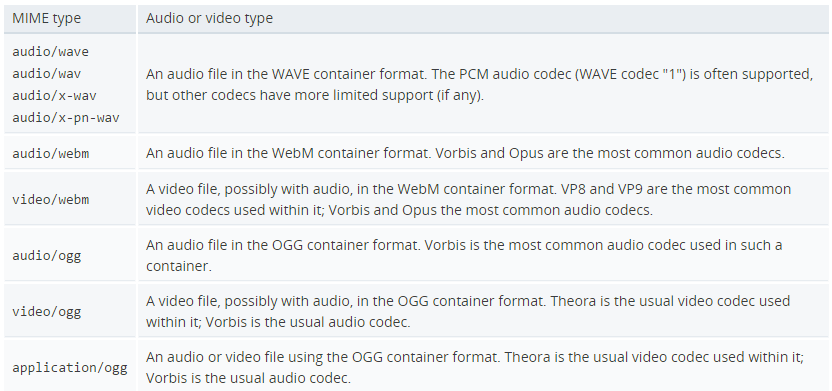 MIME type Audio or video type
audio/wave
audio/wav
audio/x-wav
audio/x-pn-wav
An audio file in the WAVE container format. The PCM audio codec (WAVE codec "1") is often supported,
but other codecs have more limited support (if any).
audio/webm An audio file in the WebM container format. Vorbis and Opus are the most common audio codecs.
video/webm
A video file, possibly with audio, in the WebM container format. VP8 and VP9 are the most common
video codecs used within it; Vorbis and Opus the most common audio codecs.
audio/ogg
An audio file in the OGG container format. Vorbis is the most common audio codec used in such a
container.
video/ogg
A video file, possibly with audio, in the OGG container format. Theora is the usual video codec used
within it; Vorbis is the usual audio codec.
application/ogg
An audio or video file using the OGG container format. Theora is the usual video codec used within it;
Vorbis is the usual audio codec.